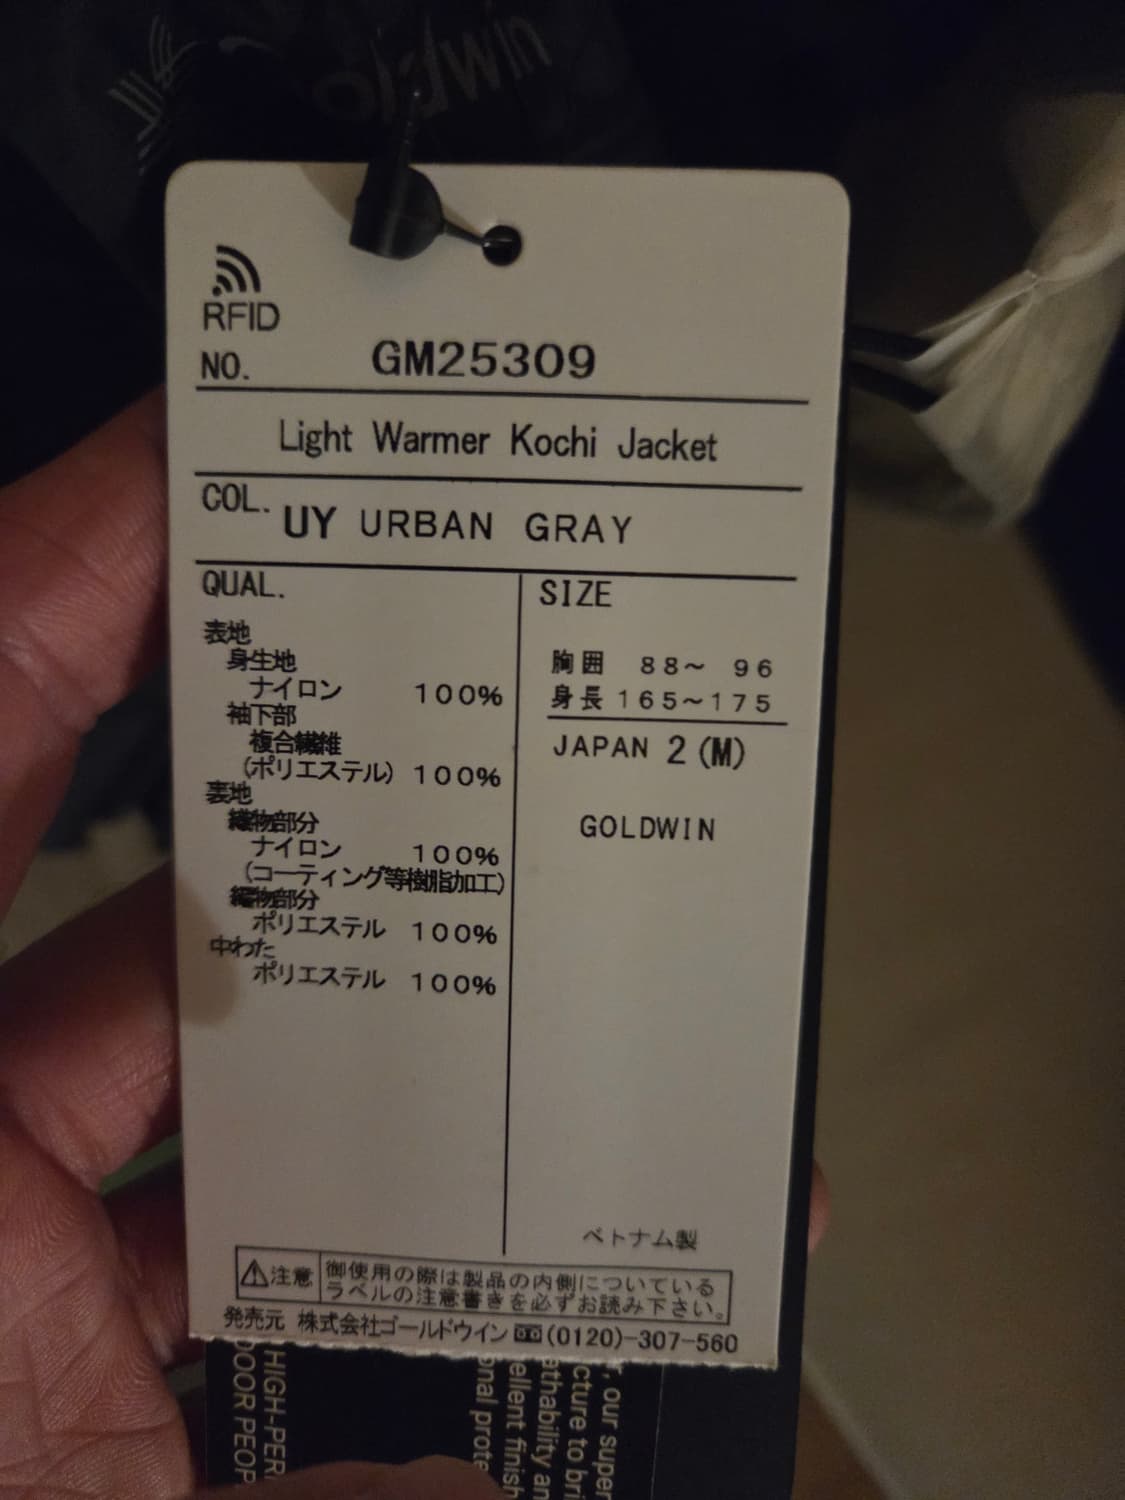 RFID
NO. GM25309
Light Warmer Kochi Jacket
COL. UY URBAN GRAY
QUAL.
表地
身生地
ナイロン 100%
袖下部
複合繊維
(ポリエステル) 100%
裏地
織物部分
ナイロン 100%
(コーティング等樹脂加工)
編物部分
ポリエステル 100%
中わた
ポリエステル 100%
SIZE
胸囲 88~ 96
身長 165~175
JAPAN 2 (M)
GOLDWIN
ベトナム製
注意 御使用の際は製品の内側についている
ラベルの注意書きを必ずお読み下さい。
発売元 株式会社ゴールドウイン (0120)-307-560